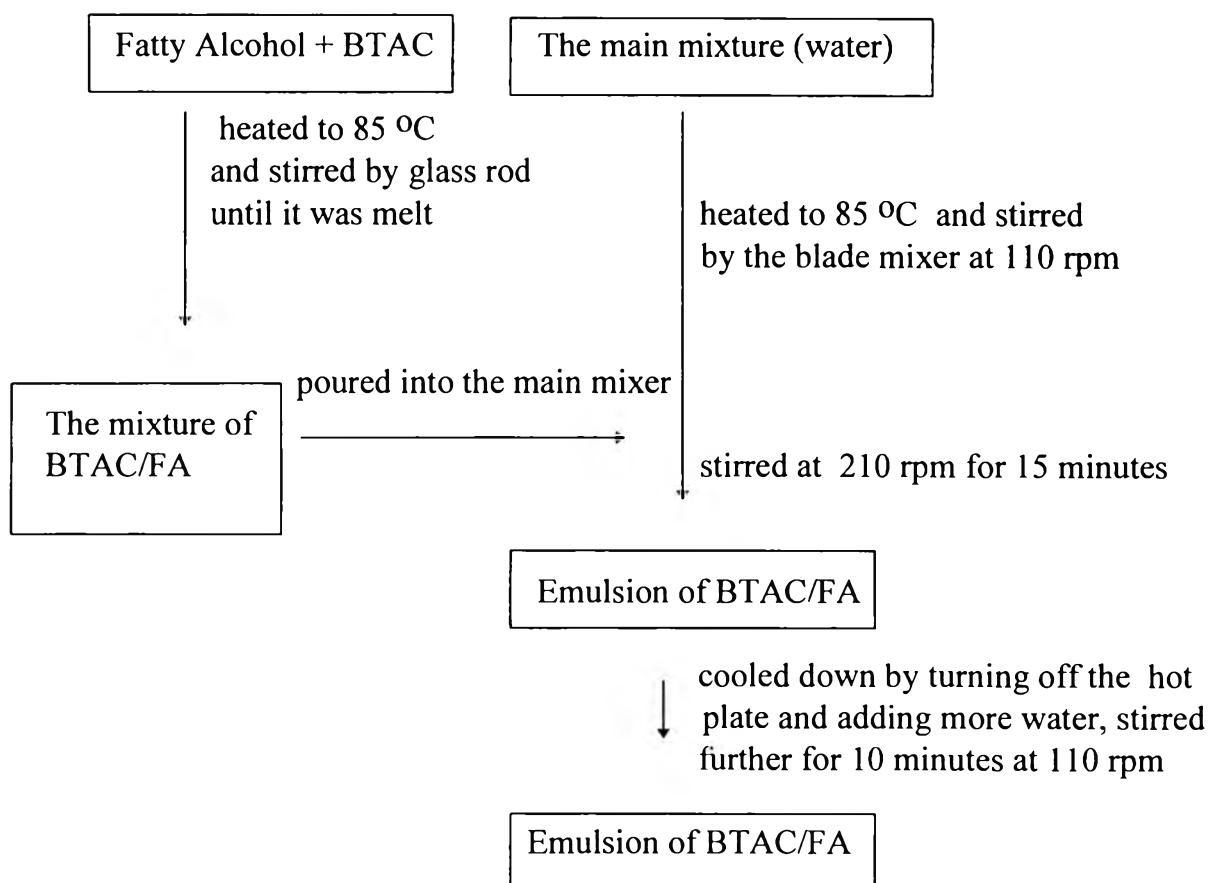 Fatty Alcohol + BTAC
The main mixture (water)
heated to 85 ºC
and stirred by glass rod
until it was melt
heated to 85 ºC and stirred
by the blade mixer at 110 rpm
poured into the main mixer
The mixture of
BTAC/FA
stirred at 210 rpm for 15 minutes
Emulsion of BTAC/FA
cooled down by turning off the hot
plate and adding more water, stirred
further for 10 minutes at 110 rpm
Emulsion of BTAC/FA